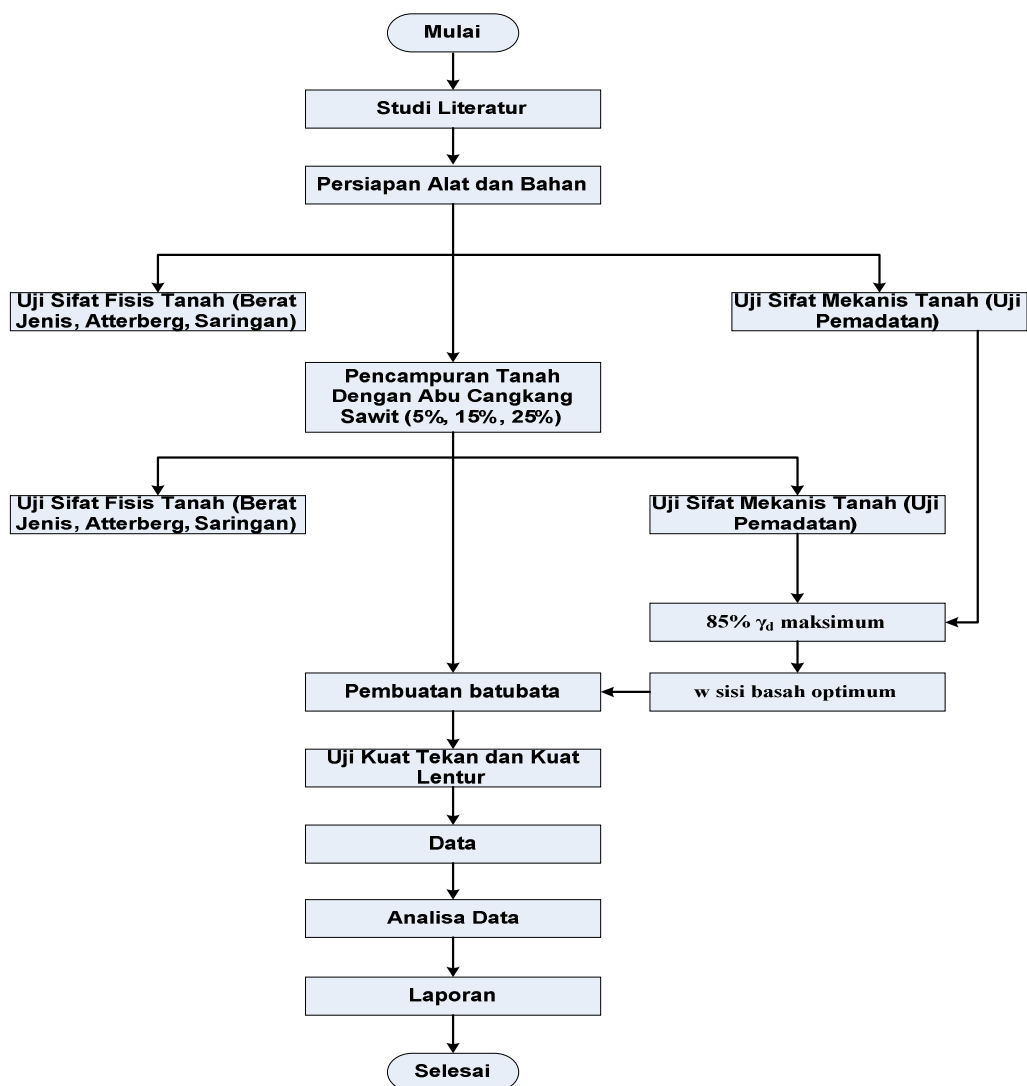 Mulai
Studi Literatur
Persiapan Alat dan Bahan
Uji Sifat Fisis Tanah (Berat
Jenis, Atterberg, Saringan)
Uji Sifat Mekanis Tanah (Uji
Pemadatan)
Pencampuran Tanah
Dengan Abu Cangkang
Sawit (5%, 15%, 25%)
Uji Sifat Fisis Tanah (Berat
Jenis, Atterberg, Saringan)
Uji Sifat Mekanis Tanah (Uji
Pemadatan)
85% γd maksimum
Pembuatan batubata
w sisi basah optimum
Uji Kuat Tekan dan Kuat
Lentur
Data
Analisa Data
Laporan
Selesai